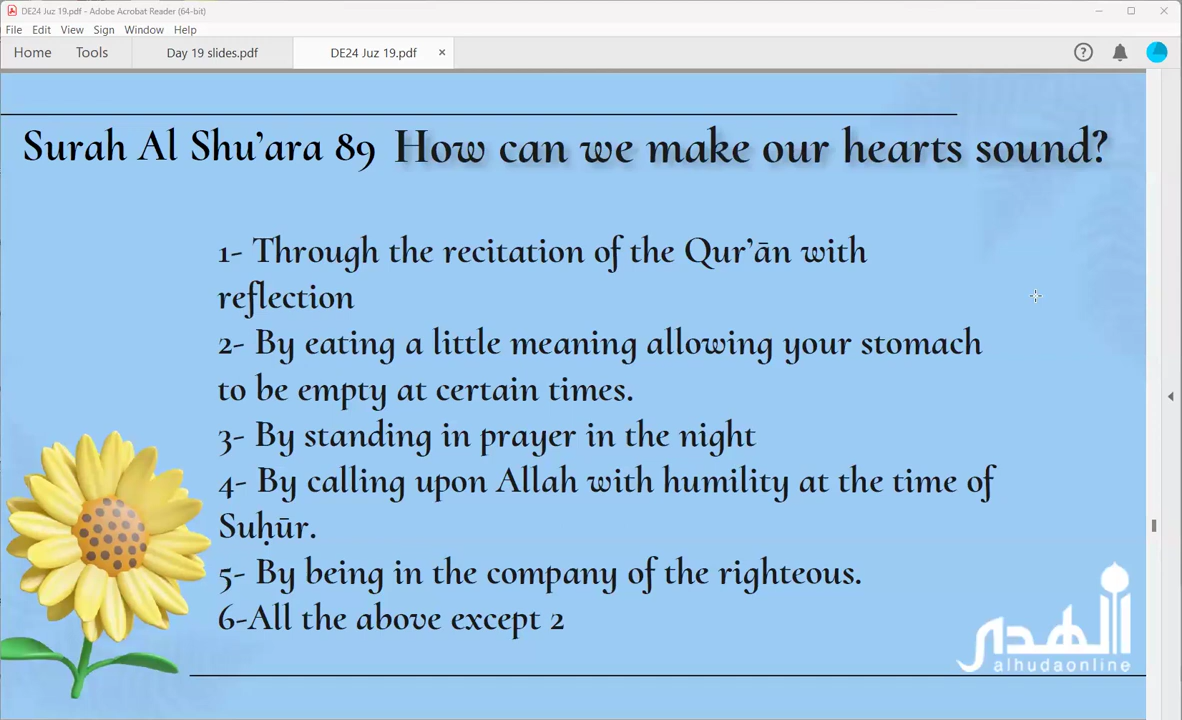 DE24 Juz 19.pdf - Adobe Acrobat Reader (64-bit)
File Edit View Sign Window Help
Home Tools Day 19 slides.pdf DE24 Juz 19.pdf ×
Surah Al Shu’ara 89 How can we make our hearts sound?
1- Through the recitation of the Qur’ān with
reflection
2- By eating a little meaning allowing your stomach
to be empty at certain times.
3- By standing in prayer in the night
4- By calling upon Allah with humility at the time of
Suḥūr.
5- By being in the company of the righteous.
6-All the above except 2
الهدى
alhudaonline